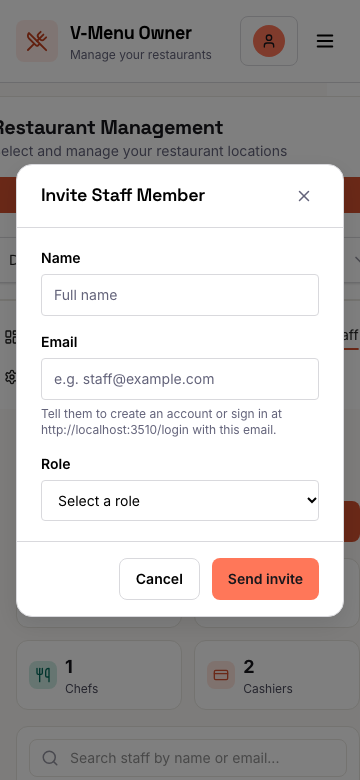 V-Menu Owner
Manage your restaurants
Restaurant Management
elect and manage your restaurant locations
Invite Staff Member
Name
Full name
Email
e.g. staff@example.com
Tell them to create an account or sign in at
http://localhost:3510/login with this email.
Role
Select a role
Cancel
Send invite
1
Chefs
2
Cashiers
Search staff by name or email...